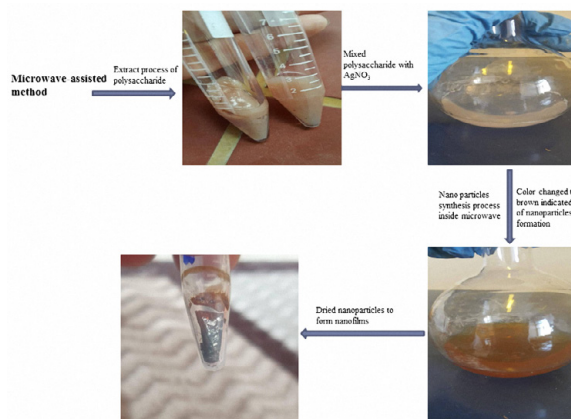 Microwave-assisted
method
Extract process of
polysaccharide
Mixed
polysaccharide with
AgNO3
Nano particles
synthesis process
inside microwave
Color changed t
brown indicated
of nanoparticles
formation
Dried nanoparticles to
form nanofilms